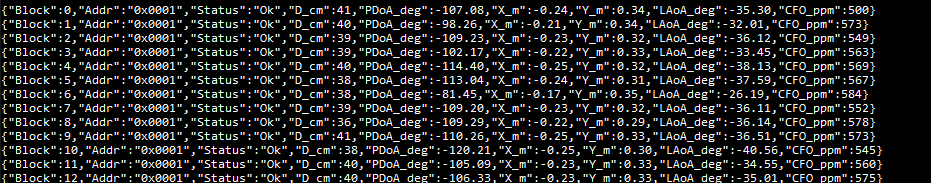 {"Block":0,"Addr":"0x0001","Status":"Ok","D_cm":41,"PDoA_deg":-107.08,"X_m":-0.24,"Y_m":0.34,"LAoA_deg":-35.30,"CFO_ppm":500}
{"Block":1,"Addr":"0x0001","Status":"Ok","D_cm":40,"PDoA_deg":-98.26,"X_m":-0.21,"Y_m":0.34,"LAoA_deg":-32.01,"CFO_ppm":573}
{"Block":2,"Addr":"0x0001","Status":"Ok","D_cm":39,"PDoA_deg":-109.23,"X_m":-0.23,"Y_m":0.32,"LAoA_deg":-36.12,"CFO_ppm":549}
{"Block":3,"Addr":"0x0001","Status":"Ok","D_cm":39,"PDoA_deg":-102.17,"X_m":-0.22,"Y_m":0.33,"LAoA_deg":-33.45,"CFO_ppm":563}
{"Block":4,"Addr":"0x0001","Status":"Ok","D_cm":40,"PDoA_deg":-114.40,"X_m":-0.25,"Y_m":0.32,"LAoA_deg":-38.13,"CFO_ppm":569}
{"Block":5,"Addr":"0x0001","Status":"Ok","D_cm":38,"PDoA_deg":-113.04,"X_m":-0.24,"Y_m":0.31,"LAoA_deg":-37.59,"CFO_ppm":567}
{"Block":6,"Addr":"0x0001","Status":"Ok","D_cm":38,"PDoA_deg":-81.45,"X_m":-0.17,"Y_m":0.35,"LAoA_deg":-26.19,"CFO_ppm":584}
{"Block":7,"Addr":"0x0001","Status":"Ok","D_cm":39,"PDoA_deg":-109.20,"X_m":-0.23,"Y_m":0.32,"LAoA_deg":-36.11,"CFO_ppm":552}
{"Block":8,"Addr":"0x0001","Status":"Ok","D_cm":36,"PDoA_deg":-109.29,"X_m":-0.22,"Y_m":0.29,"LAoA_deg":-36.14,"CFO_ppm":578}
{"Block":9,"Addr":"0x0001","Status":"Ok","D_cm":41,"PDoA_deg":-110.26,"X_m":-0.25,"Y_m":0.33,"LAoA_deg":-36.51,"CFO_ppm":573}
{"Block":10,"Addr":"0x0001","Status":"Ok","D_cm":38,"PDoA_deg":-120.21,"X_m":-0.25,"Y_m":0.30,"LAoA_deg":-40.56,"CFO_ppm":545}
{"Block":11,"Addr":"0x0001","Status":"Ok","D_cm":40,"PDoA_deg":-105.09,"X_m":-0.23,"Y_m":0.33,"LAoA_deg":-34.55,"CFO_ppm":560}
{"Block":12,"Addr":"0x0001","Status":"Ok","D_cm":40,"PDoA_deg":-106.33,"X_m":-0.23,"Y_m":0.33,"LAoA_deg":-35.01,"CFO_ppm":575}